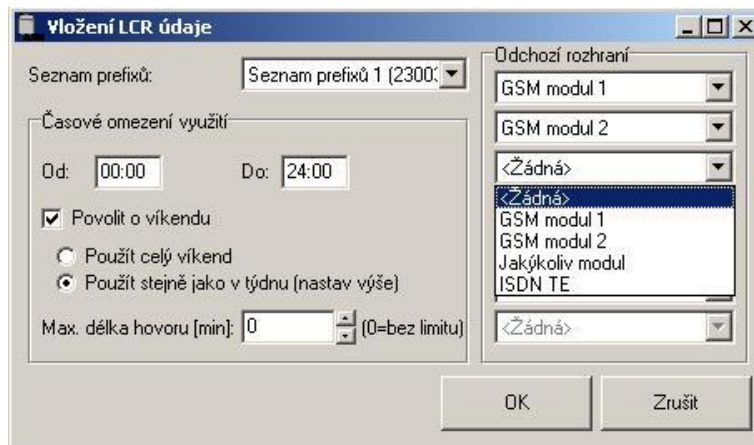 Vložení LCR údaje
Seznam prefixů:
Seznam prefixů 1 (2300
Časové omezení využití
Od:
00:00
Do:
24:00
Povolit o víkendu
Použít celý víkend
Použít stejně jako v týdnu (nastav výše)
Max. délka hovoru [min]:
0
(0=bez limitu)
Odchozí rozhraní
GSM modul 1
GSM modul 2
<Žádná>
<Žádná>
GSM modul 1
GSM modul 2
Jakýkoliv modul
ISDN TE
<Žádná>
OK
Zrušit